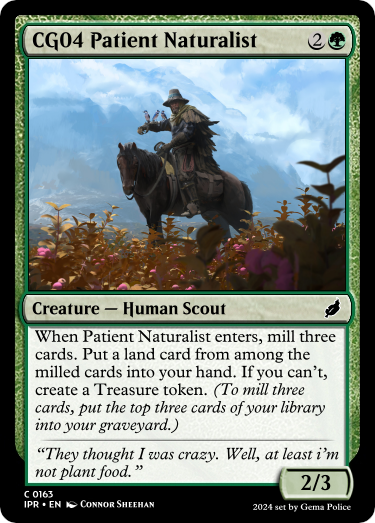 CG04 Patient Naturalist 2
Creature — Human Scout
When Patient Naturalist enters, mill three
cards. Put a land card from among the
milled cards into your hand. If you can't,
create a Treasure token. (To mill three
cards, put the top three cards of your library
into your graveyard.)
"They thought I was crazy. Well, at least i'm
not plant food."
2/3
C 0163
IPR • EN Connor Sheehan
2024 set by Gema Police